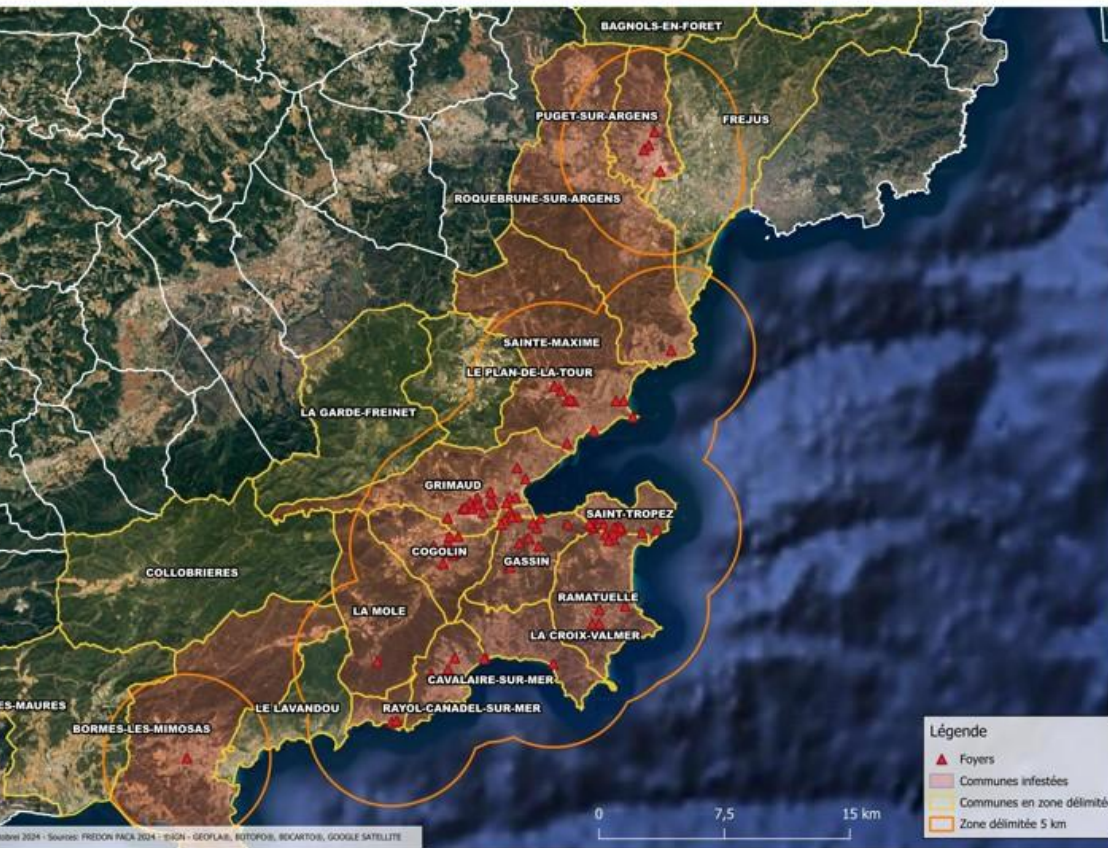 BAGNOLS-EN-FORET
PUGET-SUR-ARGENS
FREJUS
ROQUEBRUNE-SUR-ARGENS
SAINTE-MAXIME
LE PLAN-DE-LA-TOUR
LA GARDE-FREINET
GRIMAUD
SAINT-TROPEZ
COGOLIN
GASSIN
COLLOBRIERES
RAMATUELLE
LA MOLE
LA CROIX-VALMER
CAVALAIRE-SUR-MER
ES-MAURES
LE LAVANDOU
RAYOL-CANADEL-SUR-MER
BORMES-LES-MIMOSAS
Légende
Foyers
Communes infestées
Communes en zone délimité
Zone délimitée 5 km
0 7,5 15 km
2024 - Sources: FREDON PACA 2024 - ©IGN - GEOFLA®, BDTOPO®, BDCARTO®, GOOGLE SATELLITE